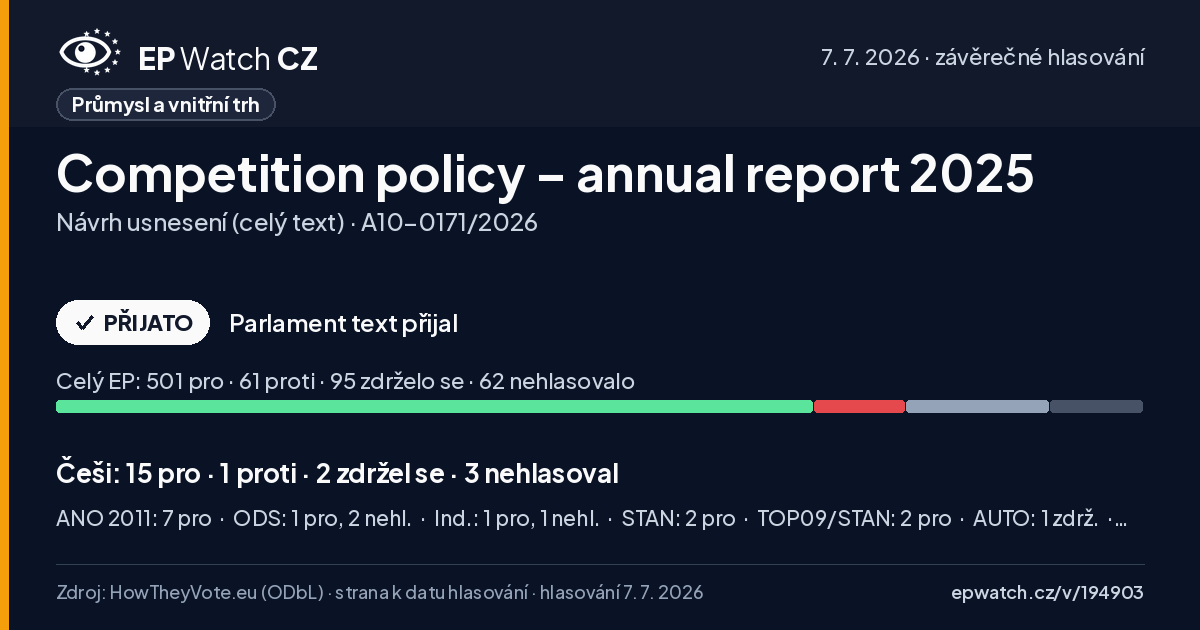 EP Watch CZ
7. 7. 2026 · závěrečné hlasování
Průmysl a vnitřní trh
Competition policy – annual report 2025
Návrh usnesení (celý text) · A10-0171/2026
✓ PŘIJATO Parlament text přijal
Celý EP: 501 pro · 61 proti · 95 zdrželo se · 62 nehlasovalo
Češi: 15 pro · 1 proti · 2 zdržel se · 3 nehlasoval
ANO 2011: 7 pro · ODS: 1 pro, 2 nehl. · Ind.: 1 pro, 1 nehl. · STAN: 2 pro · TOP09/STAN: 2 pro · AUTO: 1 zdrž. ·…
Zdroj: HowTheyVote.eu (ODbL) · strana k datu hlasování · hlasování 7. 7. 2026
epwatch.cz/v/194903